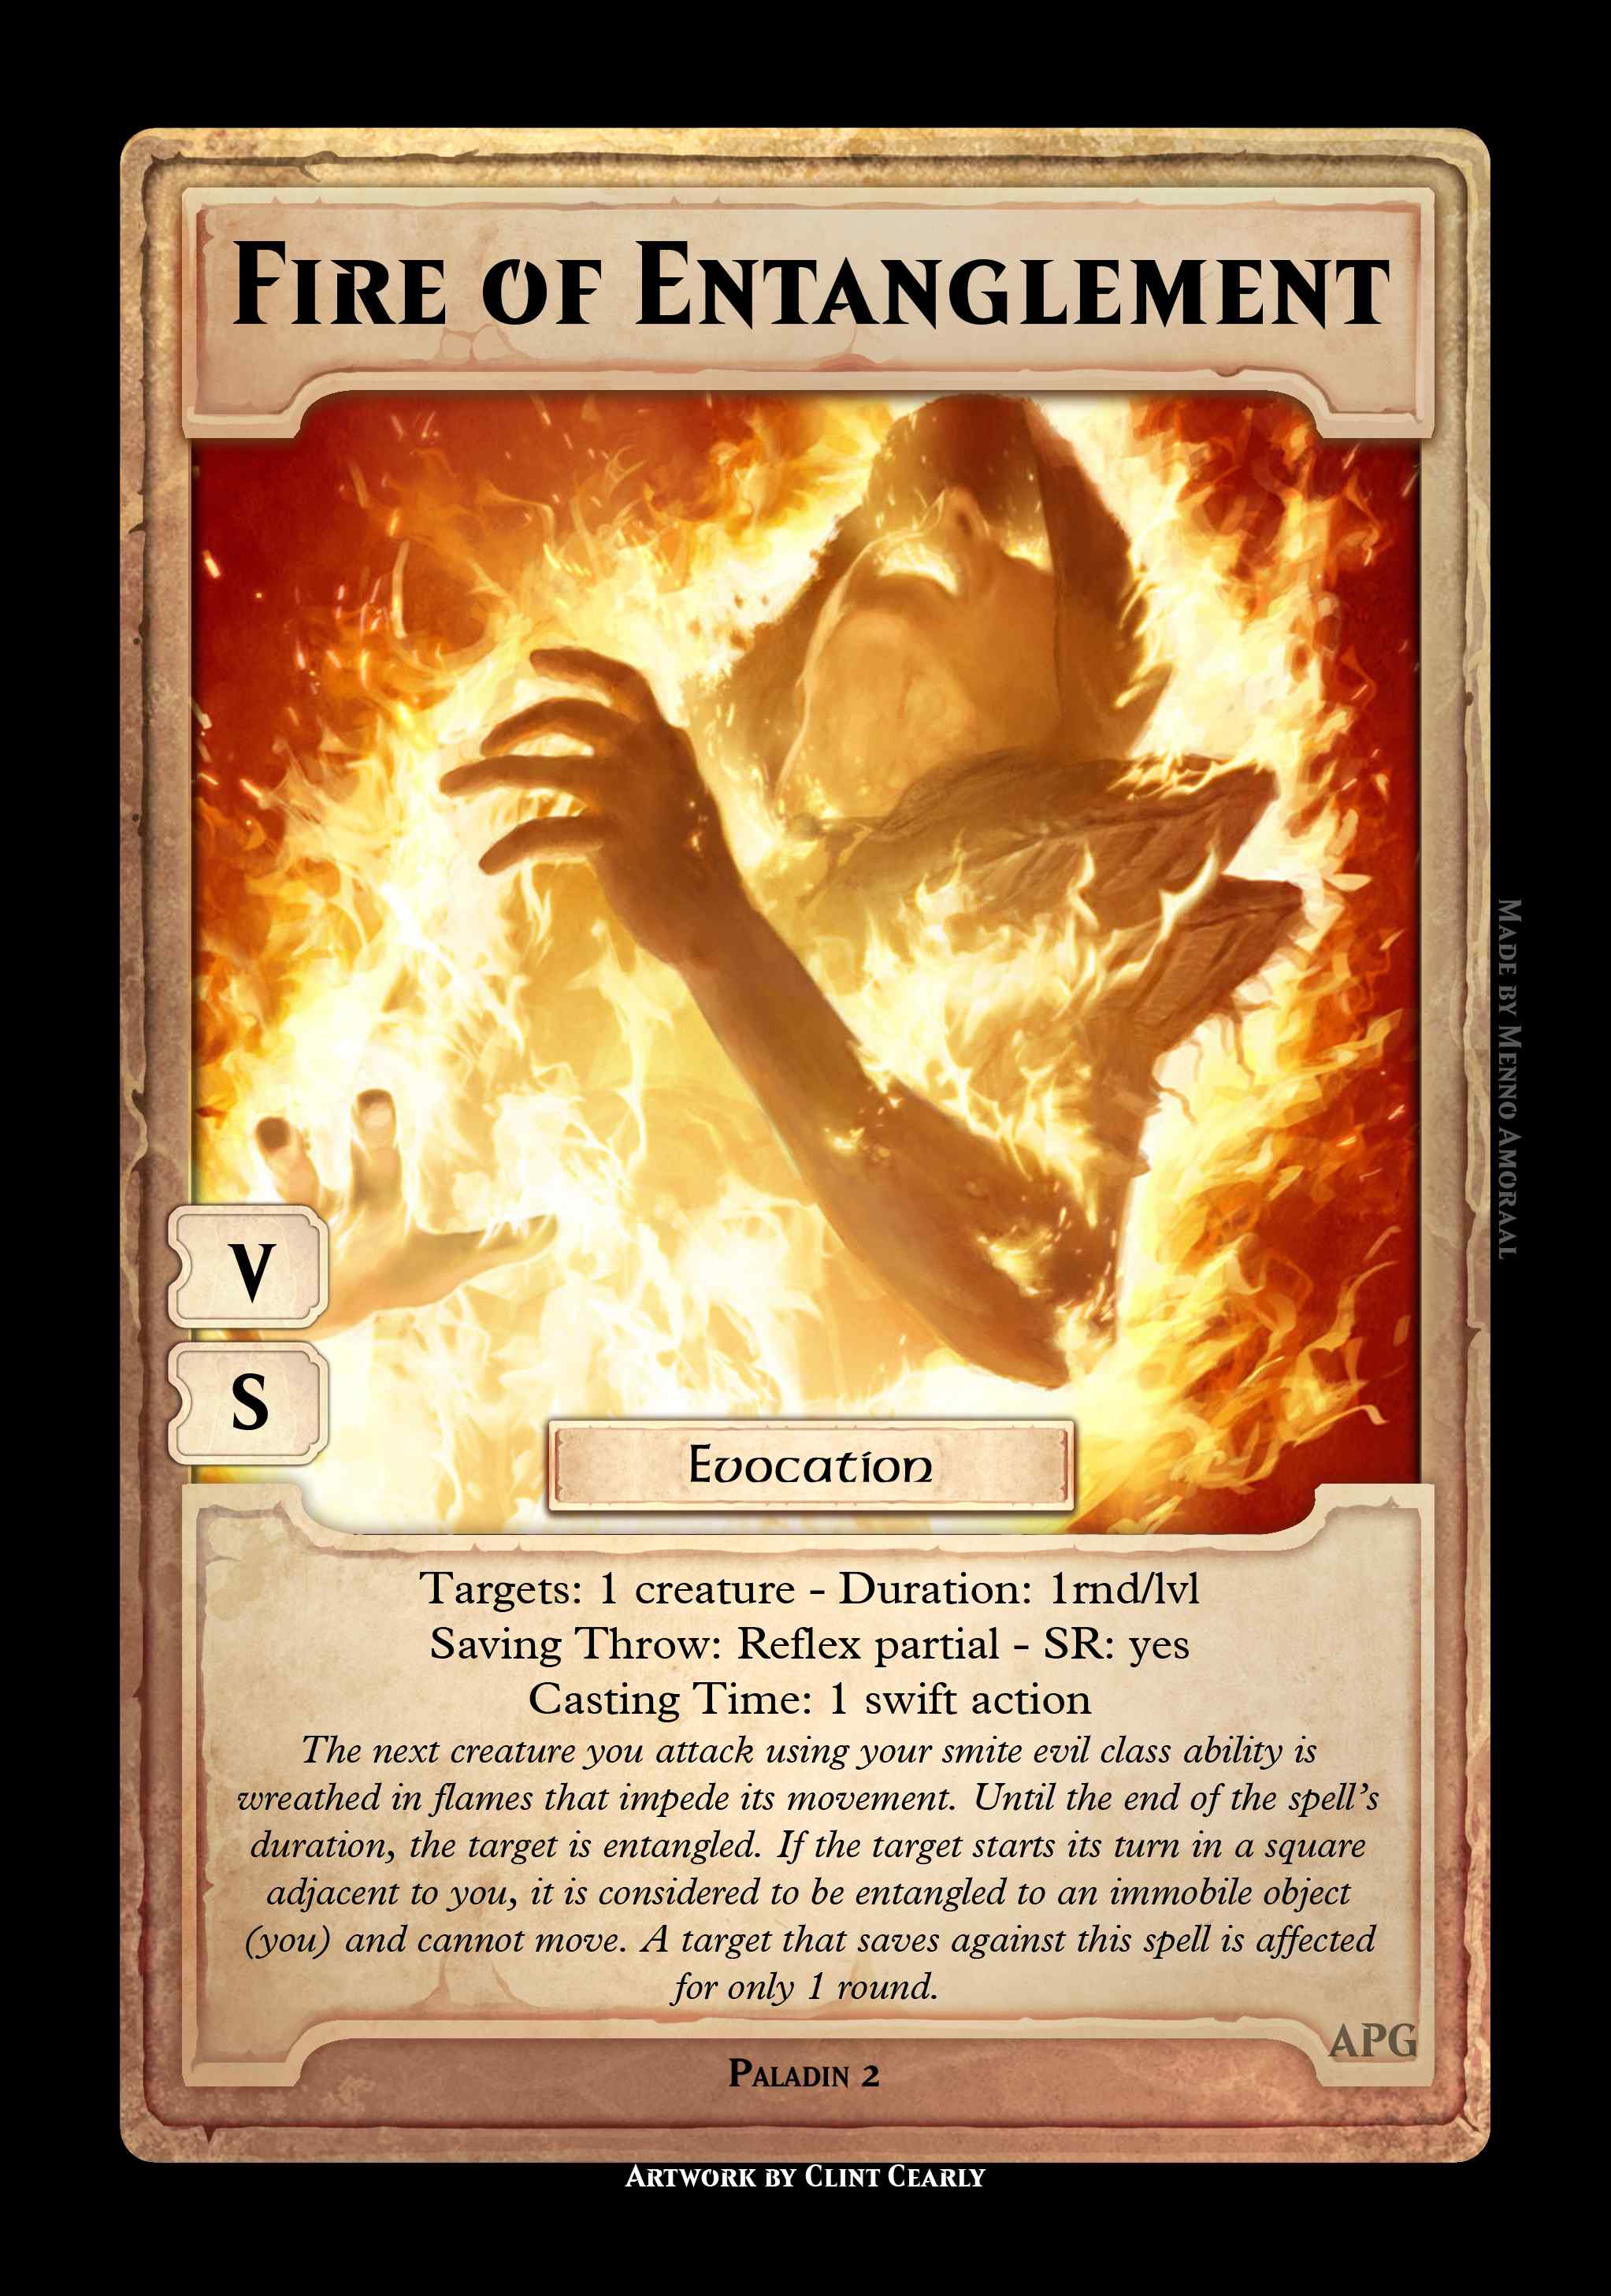 Fire of Entanglement
Made by Menno Amoraal
V
S
Evocation
Targets: 1 creature - Duration: 1rnd/lvl
Saving Throw: Reflex partial - SR: yes
Casting Time: 1 swift action
The next creature you attack using your smite evil class ability is
wreathed in flames that impede its movement. Until the end of the spell's
duration, the target is entangled. If the target starts its turn in a square
adjacent to you, it is considered to be entangled to an immobile object
(you) and cannot move. A target that saves against this spell is affected
for only 1 round.
APG
Paladin 2
Artwork by Clint Cearly